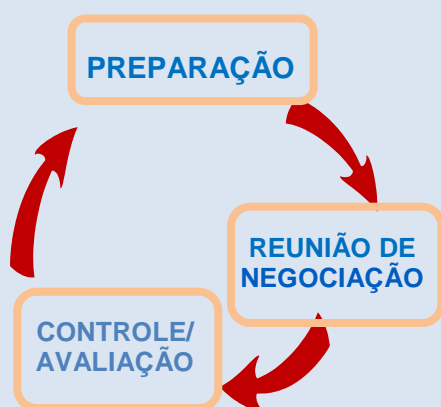 PREPARAÇÃO
REUNIÃO DE
NEGOCIAÇÃO
CONTROLE/
AVALIAÇÃO